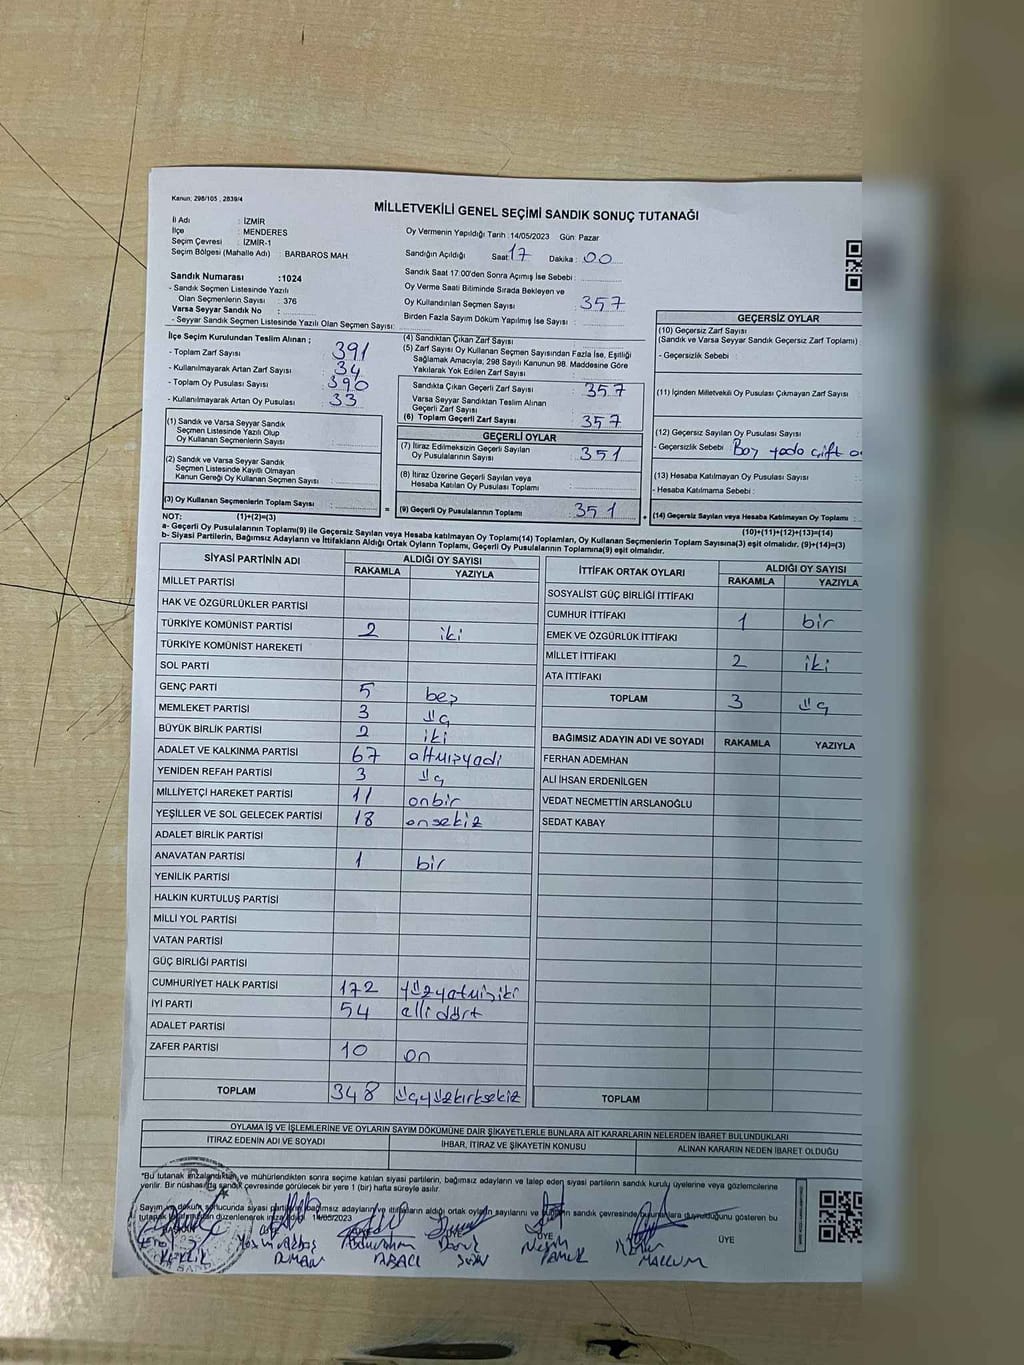 Kanun: 298/105 , 2839/4
MİLLETVEKİLİ GENEL SEÇİMİ SANDIK SONUÇ TUTANAĞI
İl Adı : İZMİR
İlçe : MENDERES
Seçim Çevresi : İZMİR-1
Seçim Bölgesi (Mahalle Adı) BARBAROS MAH
Sandık Numarası : 1024
- Sandık Seçmen Listesinde Yazılı
Olan Seçmenlerin Sayısı : 376
Varsa Seyyar Sandık No :
- Seyyar Sandık Seçmen Listesinde Yazılı Olan Seçmen Sayısı:
Oy Vermenin Yapıldığı Tarih :14/05/2023 Gün: Pazar
Sandığın Açıldığı Saat: 17 Dakika : 00
Sandık Saat 17.00'den Sonra Açımış İse Sebebi :
Oy Verme Saati Bitiminde Sırada Bekleyen ve
Oy Kullandırılan Seçmen Sayısı : 357
Birden Fazla Sayım Döküm Yapılmış İse Sayısı :
İlçe Seçim Kurulundan Teslim Alınan ;
- Toplam Zarf Sayısı : 391
- Kullanılmayarak Artan Zarf Sayısı : 34
- Toplam Oy Pusulası Sayısı : 390
- Kullanılmayarak Artan Oy Pusulası : 33
(1) Sandık ve Varsa Seyyar Sandık
Seçmen Listesinde Yazılı Olup
Oy Kullanan Seçmenlerin Sayısı :
(2) Sandık ve Varsa Seyyar Sandık
Seçmen Listesinde Kayıtlı Olmayan
Kanun Gereği Oy Kullanan Seçmen Sayısı :
(3) Oy Kullanan Seçmenlerin Toplam Sayısı :
NOT: (1)+(2)=(3)
(4) Sandıktan Çıkan Zarf Sayısı :
(5) Zarf Sayısı Oy Kullanan Seçmen Sayısından Fazla İse, Eşitliği
Sağlamak Amacıyla; 298 Sayılı Kanunun 98. Maddesine Göre
Yakılarak Yok Edilen Zarf Sayısı :
Sandıkta Çıkan Geçerli Zarf Sayısı : 357
Varsa Seyyar Sandıktan Teslim Alınan
Geçerli Zarf Sayısı :
(6) Toplam Geçerli Zarf Sayısı : 357
GEÇERLİ OYLAR
(7) İtiraz Edilmeksizin Geçerli Sayılan
Oy Pusulalarının Sayısı : 351
(8) İtiraz Üzerine Geçerli Sayılan veya
Hesaba Katılan Oy Pusulası Toplamı :
(9) Geçerli Oy Pusulalarının Toplamı : 351
GEÇERSİZ OYLAR
(10) Geçersiz Zarf Sayısı
(Sandık ve Varsa Seyyar Sandık Geçersiz Zarf Toplamı) :
- Geçersizlik Sebebi :
(11) İçinden Milletvekili Oy Pusulası Çıkmayan Zarf Sayısı
(12) Geçersiz Sayılan Oy Pusulası Sayısı
- Geçersizlik Sebebi : Boş yada çift
(13) Hesaba Katılmayan Oy Pusulası Sayısı
- Hesaba Katılmama Sebebi :
(14) Geçersiz Sayılan veya Hesaba Katılmayan Oy Toplamı :
(10)+(11)+(12)+(13)=(14)
a- Geçerli Oy Pusulalarının Toplamı(9) ile Geçersiz Sayılan veya Hesaba katılmayan Oy Toplamı(14) Toplamları, Oy Kullanan Seçmenlerin Toplam Sayısına(3) eşit olmalıdır. (9)+(14)=(3)
b- Siyasi Partilerin, Bağımsız Adayların ve İttifakların Aldığı Ortak Oyların Toplamı, Geçerli Oy Pusulalarının Toplamına(9) eşit olmalıdır.
SİYASİ PARTİNİN ADI ALDIĞI OY SAYISI
RAKAMLA YAZIYLA
MİLLET PARTİSİ
HAK VE ÖZGÜRLÜKLER PARTİSİ
TÜRKİYE KOMÜNİST PARTİSİ 2 iki
TÜRKİYE KOMÜNİST HAREKETİ
SOL PARTİ
GENÇ PARTİ 5 beş
MEMLEKET PARTİSİ 3 üç
BÜYÜK BİRLİK PARTİSİ 2 iki
ADALET VE KALKINMA PARTİSİ 67 altmışyedi
YENİDEN REFAH PARTİSİ 3 üç
MİLLİYETÇİ HAREKET PARTİSİ 11 onbir
YEŞİLLER VE SOL GELECEK PARTİSİ 18 onsekiz
ADALET BİRLİK PARTİSİ
ANAVATAN PARTİSİ 1 bir
YENİLİK PARTİSİ
HALKIN KURTULUŞ PARTİSİ
MİLLİ YOL PARTİSİ
VATAN PARTİSİ
GÜÇ BİRLİĞİ PARTİSİ
CUMHURİYET HALK PARTİSİ 172 yüzyetmişiki
İYİ PARTİ 54 elli dört
ADALET PARTİSİ
ZAFER PARTİSİ 10 on
TOPLAM 348 üçyüzkırksekiz
İTTİFAK ORTAK OYLARI ALDIĞI OY SAYISI
RAKAMLA YAZIYLA
SOSYALİST GÜÇ BİRLİĞİ İTTİFAKI
CUMHUR İTTİFAKI 1 bir
EMEK VE ÖZGÜRLÜK İTTİFAKI
MİLLET İTTİFAKI 2 iki
ATA İTTİFAKI
TOPLAM 3 üç
BAĞIMSIZ ADAYIN ADI VE SOYADI RAKAMLA YAZIYLA
FERHAN ADEMHAN
ALİ İHSAN ERDENİLGEN
VEDAT NECMETTİN ARSLANOĞLU
SEDAT KABAY
TOPLAM
OYLAMA İŞ VE İŞLEMLERİNE VE OYLARIN SAYIM DÖKÜMÜNE DAİR ŞİKAYETLERLE BUNLARA AİT KARARLARIN NELERDEN İBARET BULUNDUKLARI
İTİRAZ EDENİN ADI VE SOYADI İHBAR, İTİRAZ VE ŞİKAYETİN KONUSU ALINAN KARARIN NEDEN İBARET OLDUĞU
"Bu tutanak imzalandıktan ve mühürlendikten sonra seçime katılan siyasi partilerin, bağımsız adayların ve talep eden siyasi partilerin sandık kurulu üyelerine veya gözlemcilerine
verilir. Bir nüshası da sandık çevresinde görülecek bir yere 1 (bir) hafta süreyle asılır.
Sayım ve döküm sonucunda siyasi partilerin, bağımsız adayların ve ittifakların aldığı ortak oyların sayılarını ve bunların sandık çevresinde duyurulduğunu gösteren bu
düzenlenerek 14/05/2023
BAŞKAN ÜYE ÜYE
DUMAN PAMUK